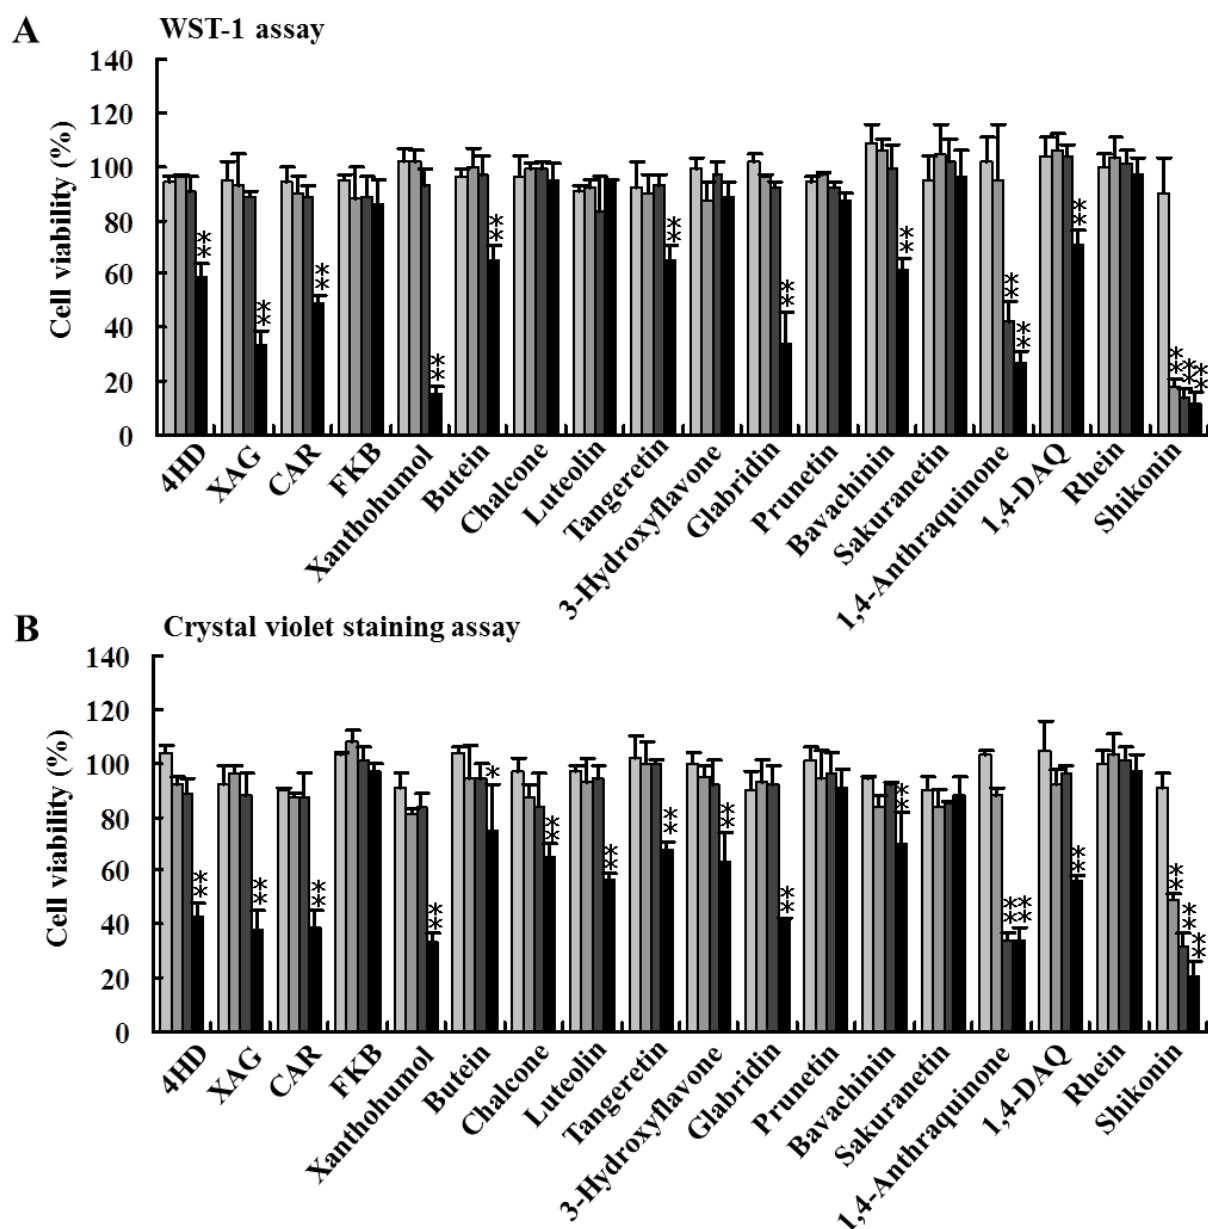 A
WST-1 assay
Cell viability (%)
140
120
100
80
60
40
20
0
** ** ** ** ** ** ** ** ** ** ** ** ** **
4HD XAG CAR FKB Xanthohumol Butein Chalcone Luteolin Tangeretin 3-Hydroxyflavone Glabridin Prunetin Bavachinin Sakuranetin 1,4-Anthraquinone 1,4-DAQ Rhein Shikonin
B
Crystal violet staining assay
Cell viability (%)
140
120
100
80
60
40
20
0
** ** ** ** * ** ** ** ** ** ** ** ** ** ** ** **
4HD XAG CAR FKB Xanthohumol Butein Chalcone Luteolin Tangeretin 3-Hydroxyflavone Glabridin Prunetin Bavachinin Sakuranetin 1,4-Anthraquinone 1,4-DAQ Rhein Shikonin